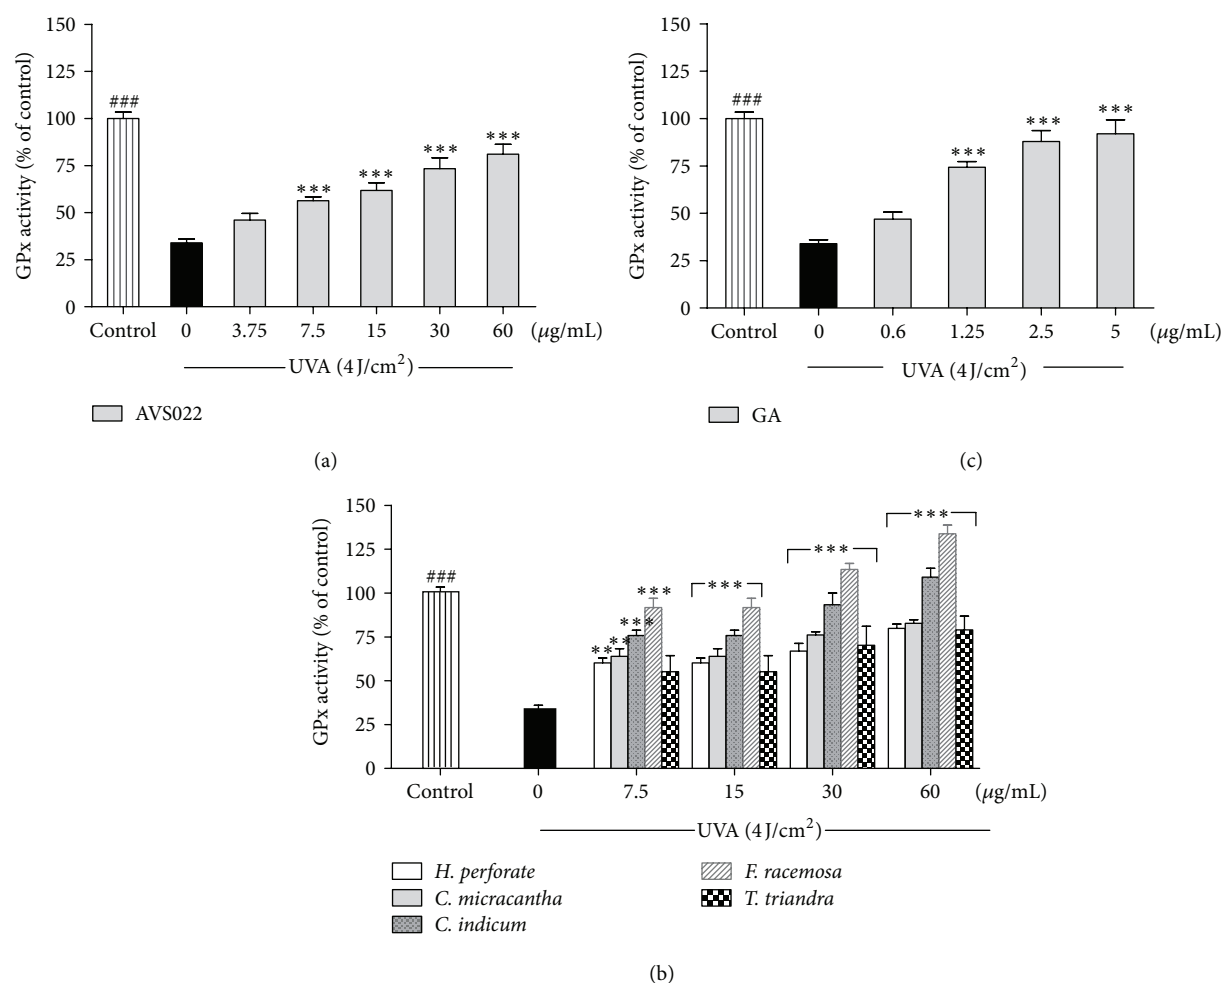 150
125
100
75
50
25
0
GPx activity (% of control)
###
***
***
***
***
Control 0 3.75 7.5 15 30 60 (μg/mL)
UVA (4 J/cm²)
AVS022
(a)
150
125
100
75
50
25
0
GPx activity (% of control)
###
***
***
***
Control 0 0.6 1.25 2.5 5 (μg/mL)
UVA (4 J/cm²)
GA
(c)
150
125
100
75
50
25
0
GPx activity (% of control)
###
**
**
***
***
***
***
***
Control 0 7.5 15 30 60 (μg/mL)
UVA (4 J/cm²)
H. perforate
C. micracantha
C. indicum
F. racemosa
T. triandra
(b)